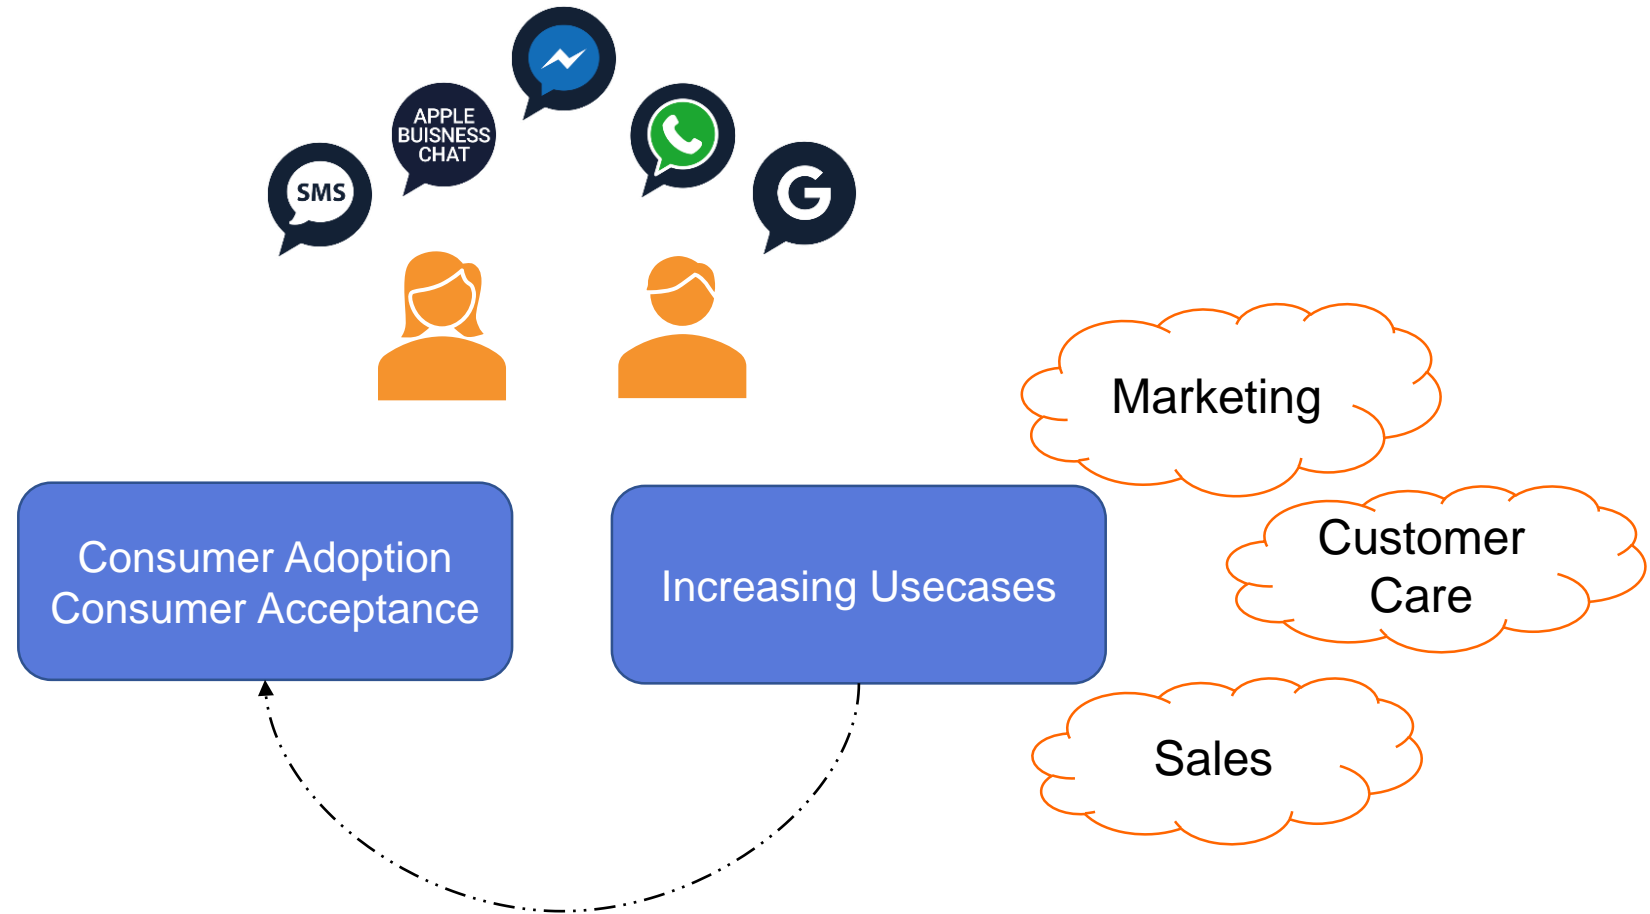 APPLE
BUISNESS
CHAT
SMS
G
Marketing
Customer
Care
Consumer Adoption
Consumer Acceptance
Increasing Usecases
Sales